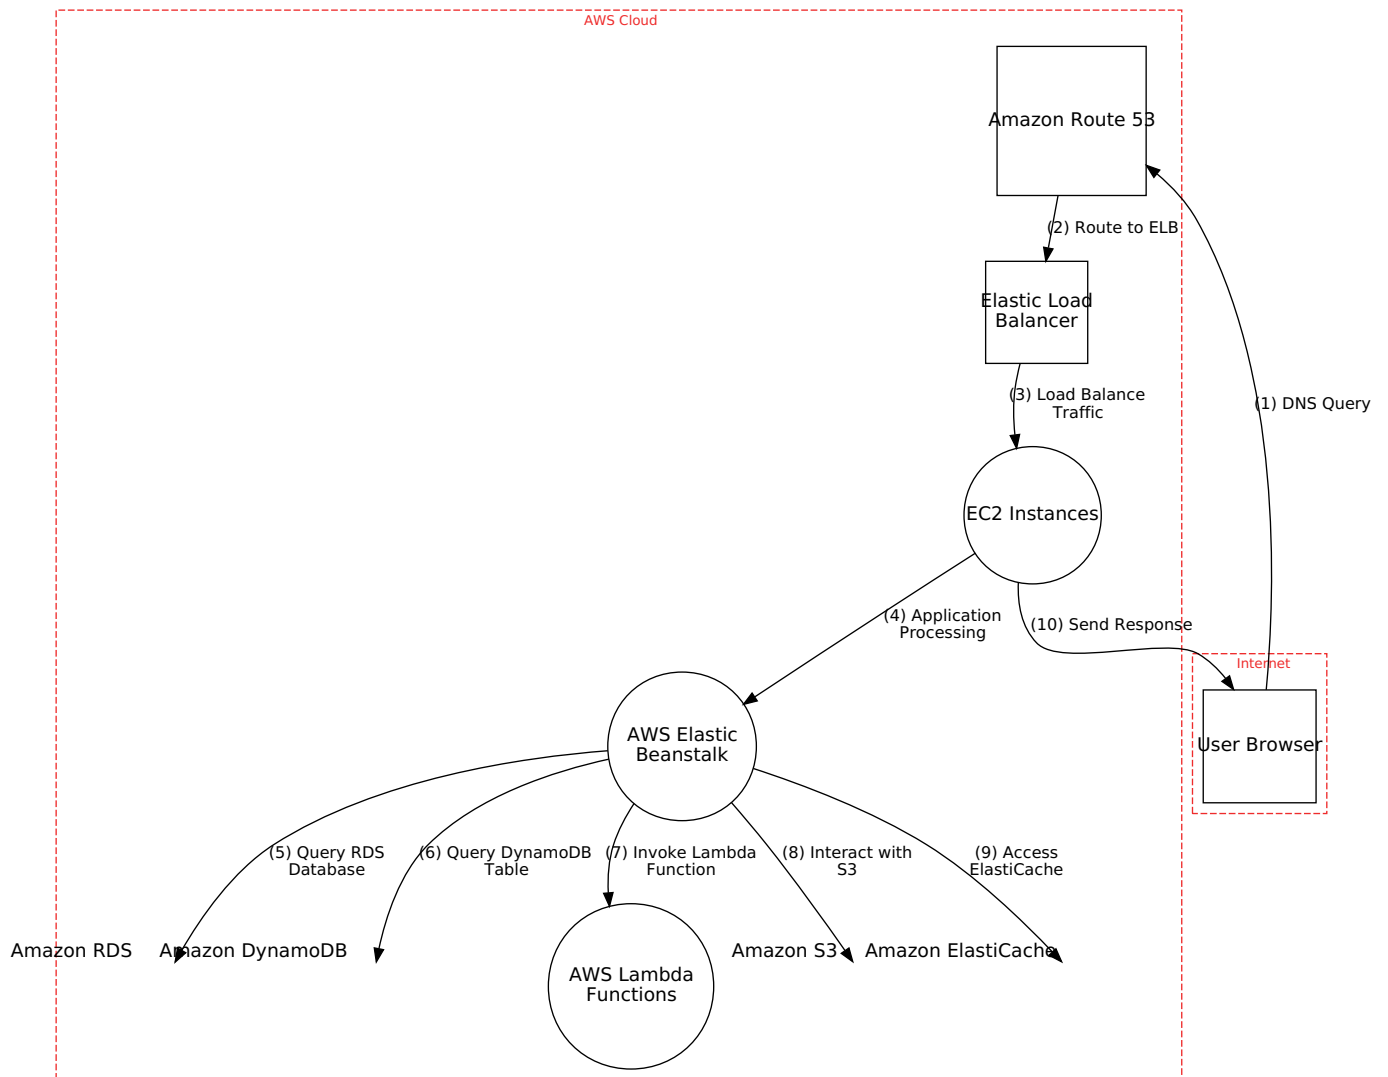 AWS Cloud
Amazon Route 53
(2) Route to ELB
Elastic Load
Balancer
(3) Load Balance
Traffic
(1) DNS Query
EC2 Instances
(4) Application
Processing
(10) Send Response
Internet
User Browser
AWS Elastic
Beanstalk
(5) Query RDS
Database
(6) Query DynamoDB
Table
(7) Invoke Lambda
Function
(8) Interact with
S3
(9) Access
ElastiCache
Amazon RDS
Amazon DynamoDB
AWS Lambda
Functions
Amazon S3
Amazon ElastiCache